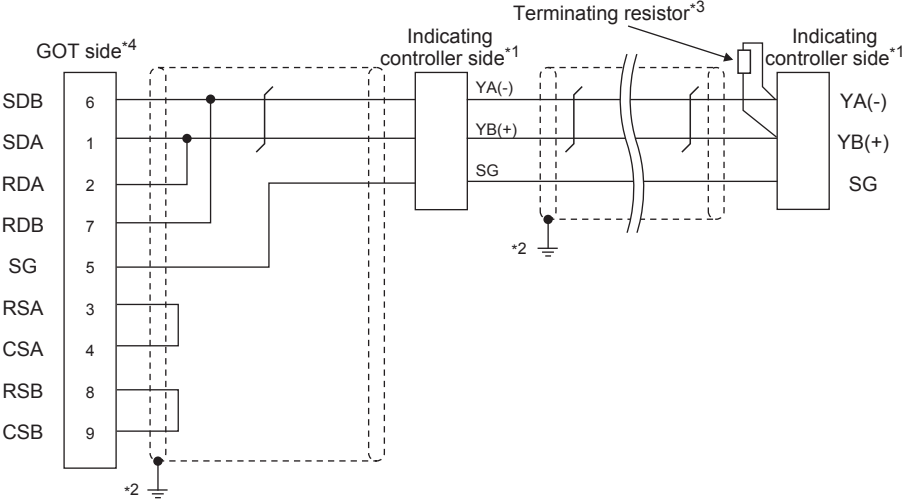 Terminating resistor*3
GOT side*4
Indicating
controller side*1
Indicating
controller side*1
SDB 6 YA(-) YA(-)
SDA 1 YB(+) YB(+)
RDA 2 SG SG
RDB 7
SG 5
RSA 3
CSA 4
RSB 8
CSB 9
*2
*2